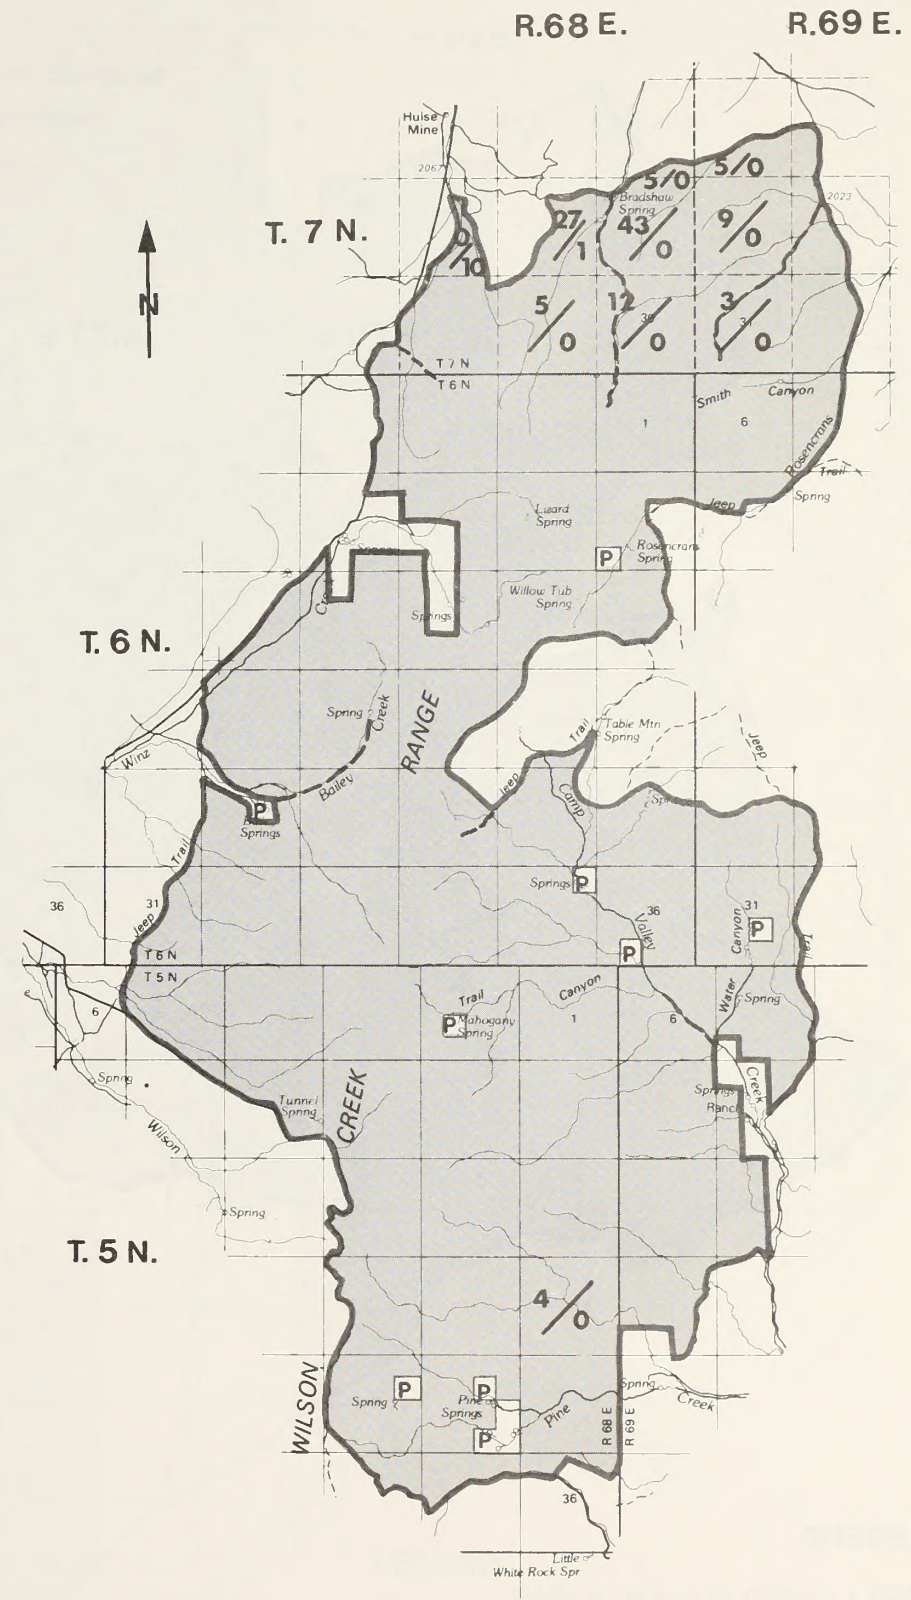 R.68 E.
R.69 E.
Hulse
Mine
2067
5/0
5/0
Bradshaw
Spring
2023
T. 7 N.
0/10
27/1
43/0
9/0
N
5/0
12/0
36
3/0
31
T 7 N
T 6 N
Smith Canyon
1
6
Rosencrans
Trail
Jeep
Spring
Lizard
Spring
P
Rosencrans
Spring
Willow Tub
Spring
Springs
T. 6 N.
Spring
Creek
RANGE
Trail
Table Mtn
Spring
Jeep
Winz
Bailey
Jeep
Camp
P
Springs
Trail
Springs
P
36
31
Jeep
Valley
36
31
Canyon
P
P
Trail
T 6 N
T 5 N
6
Trail
Canyon
P
Mahogany
Spring
1
6
Water
Spring
Spring
Springs
Ranch
Creek
Tunnel
Spring
CREEK
Wilson
Spring
T. 5 N.
4/0
WILSON
P
Spring
P
Pine
Springs
P
Pine
Spring
Creek
R 68 E
R 69 E
36
Little
White Rock Spr